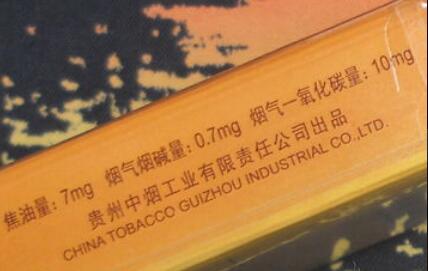 焦油量：7mg 烟气烟碱量：0.7mg 烟气一氧化碳量：10mg
贵州中烟工业有限责任公司出品
CHINA TOBACCO GUIZHOU INDUSTRIAL CO.,LTD.